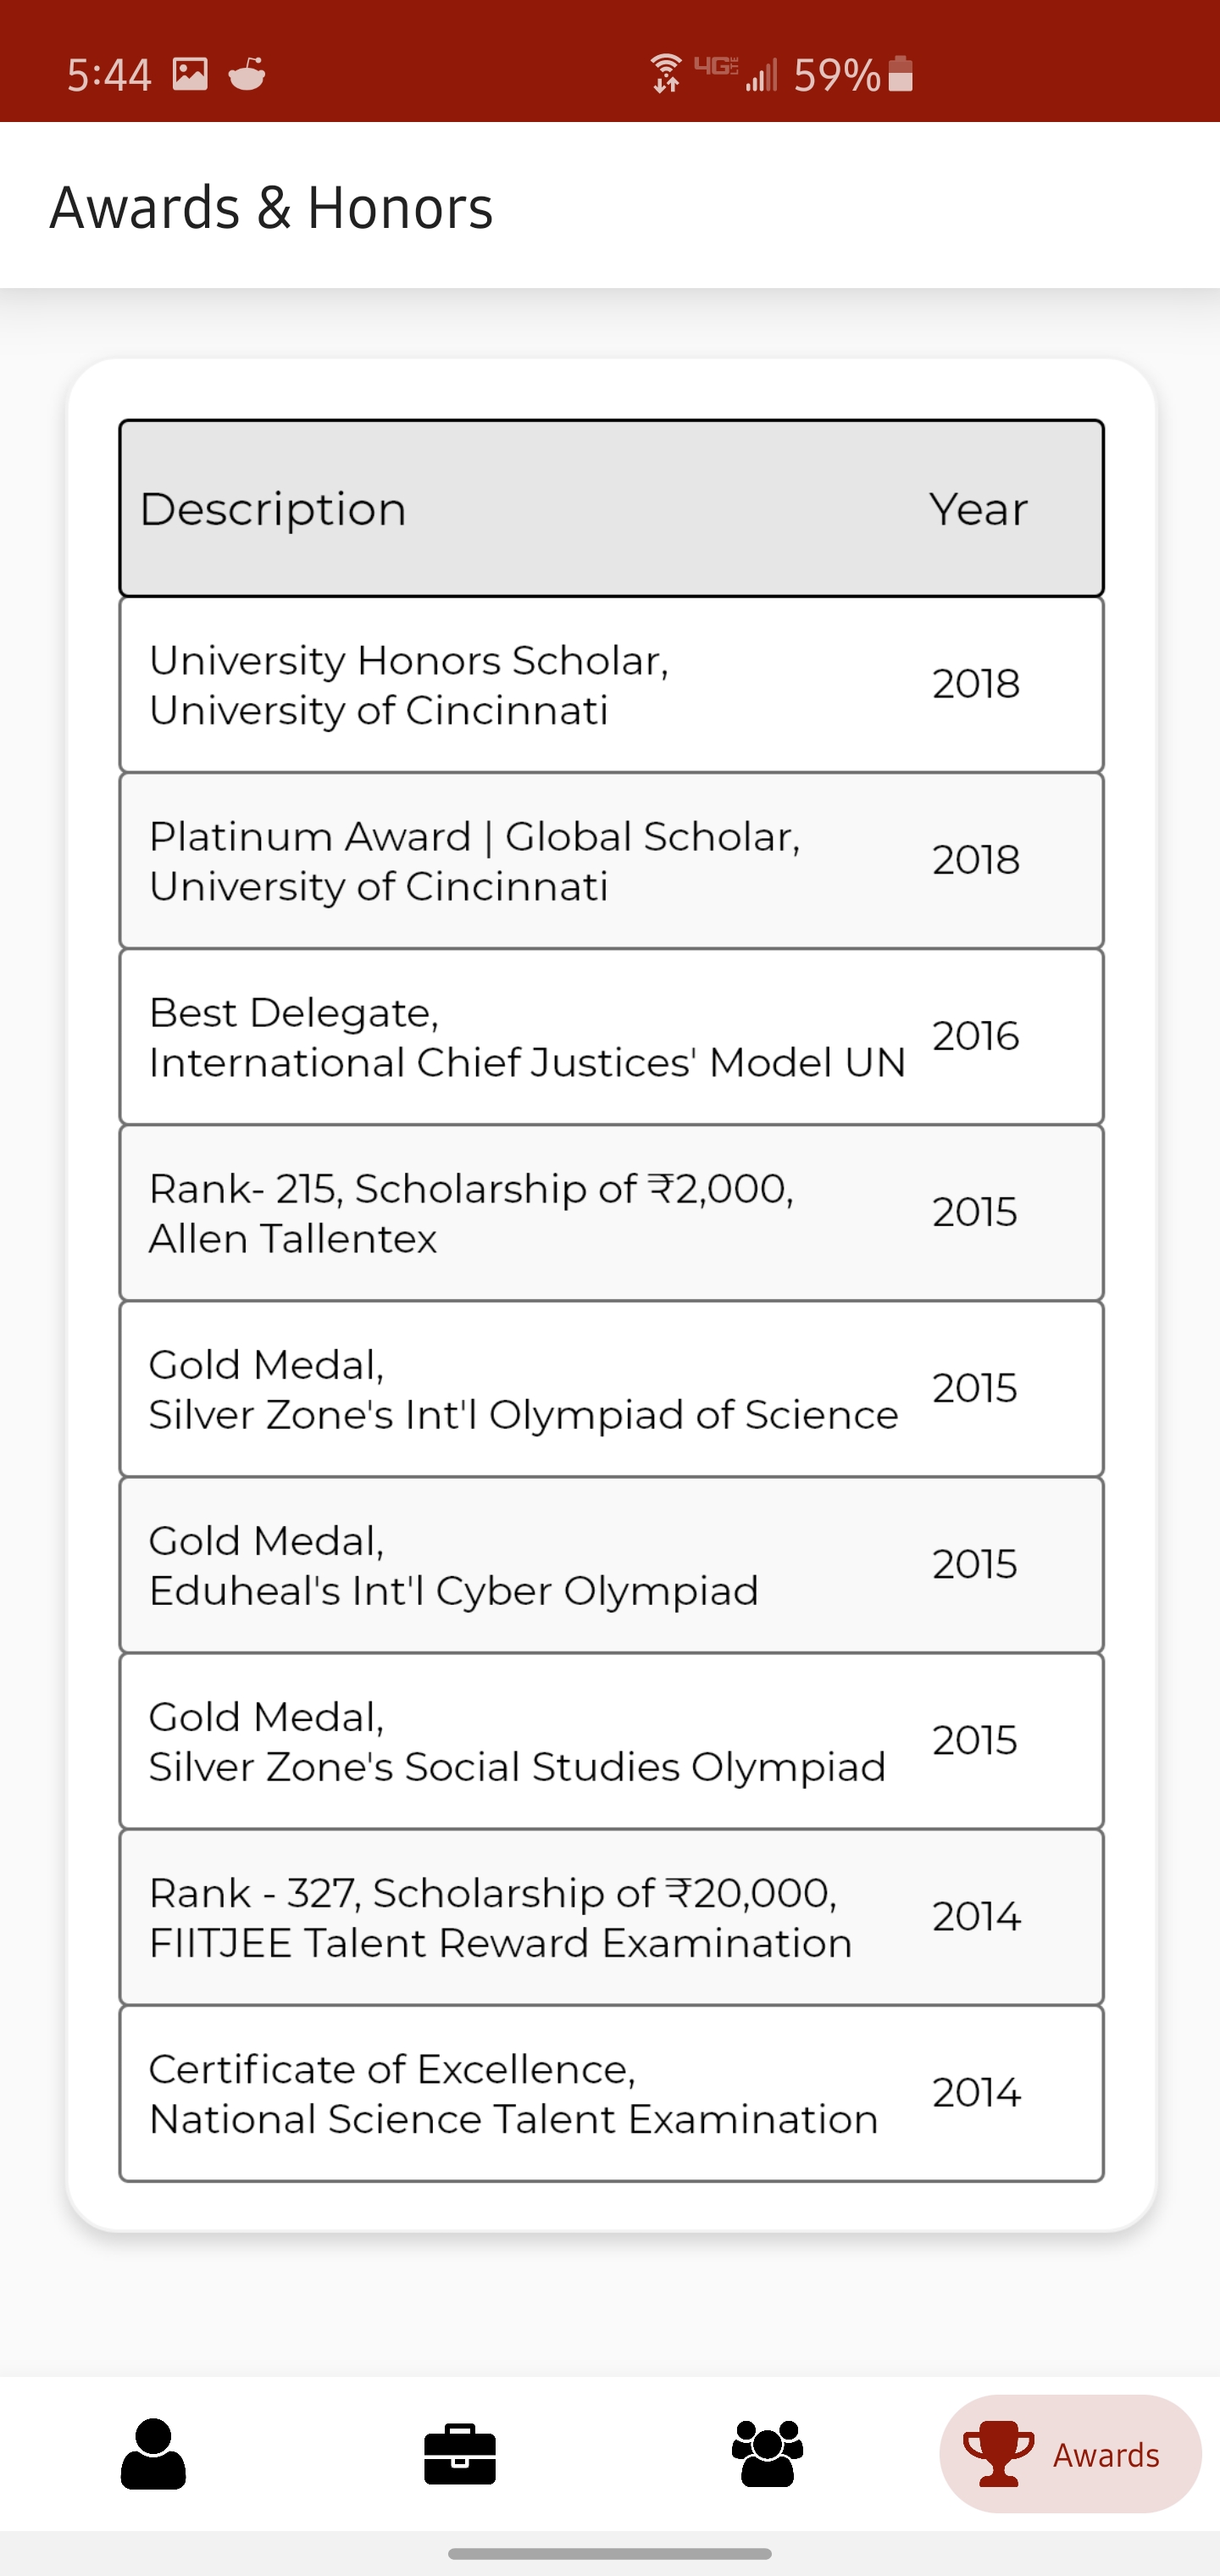 5:44 4G LTE 59%
Awards & Honors
Description Year
University Honors Scholar,
University of Cincinnati
2018
Platinum Award | Global Scholar,
University of Cincinnati
2018
Best Delegate,
International Chief Justices' Model UN
2016
Rank- 215, Scholarship of ₹2,000,
Allen Tallentex
2015
Gold Medal,
Silver Zone's Int'l Olympiad of Science
2015
Gold Medal,
Eduheal's Int'l Cyber Olympiad
2015
Gold Medal,
Silver Zone's Social Studies Olympiad
2015
Rank - 327, Scholarship of ₹20,000,
FIITJEE Talent Reward Examination
2014
Certificate of Excellence,
National Science Talent Examination
2014
Awards